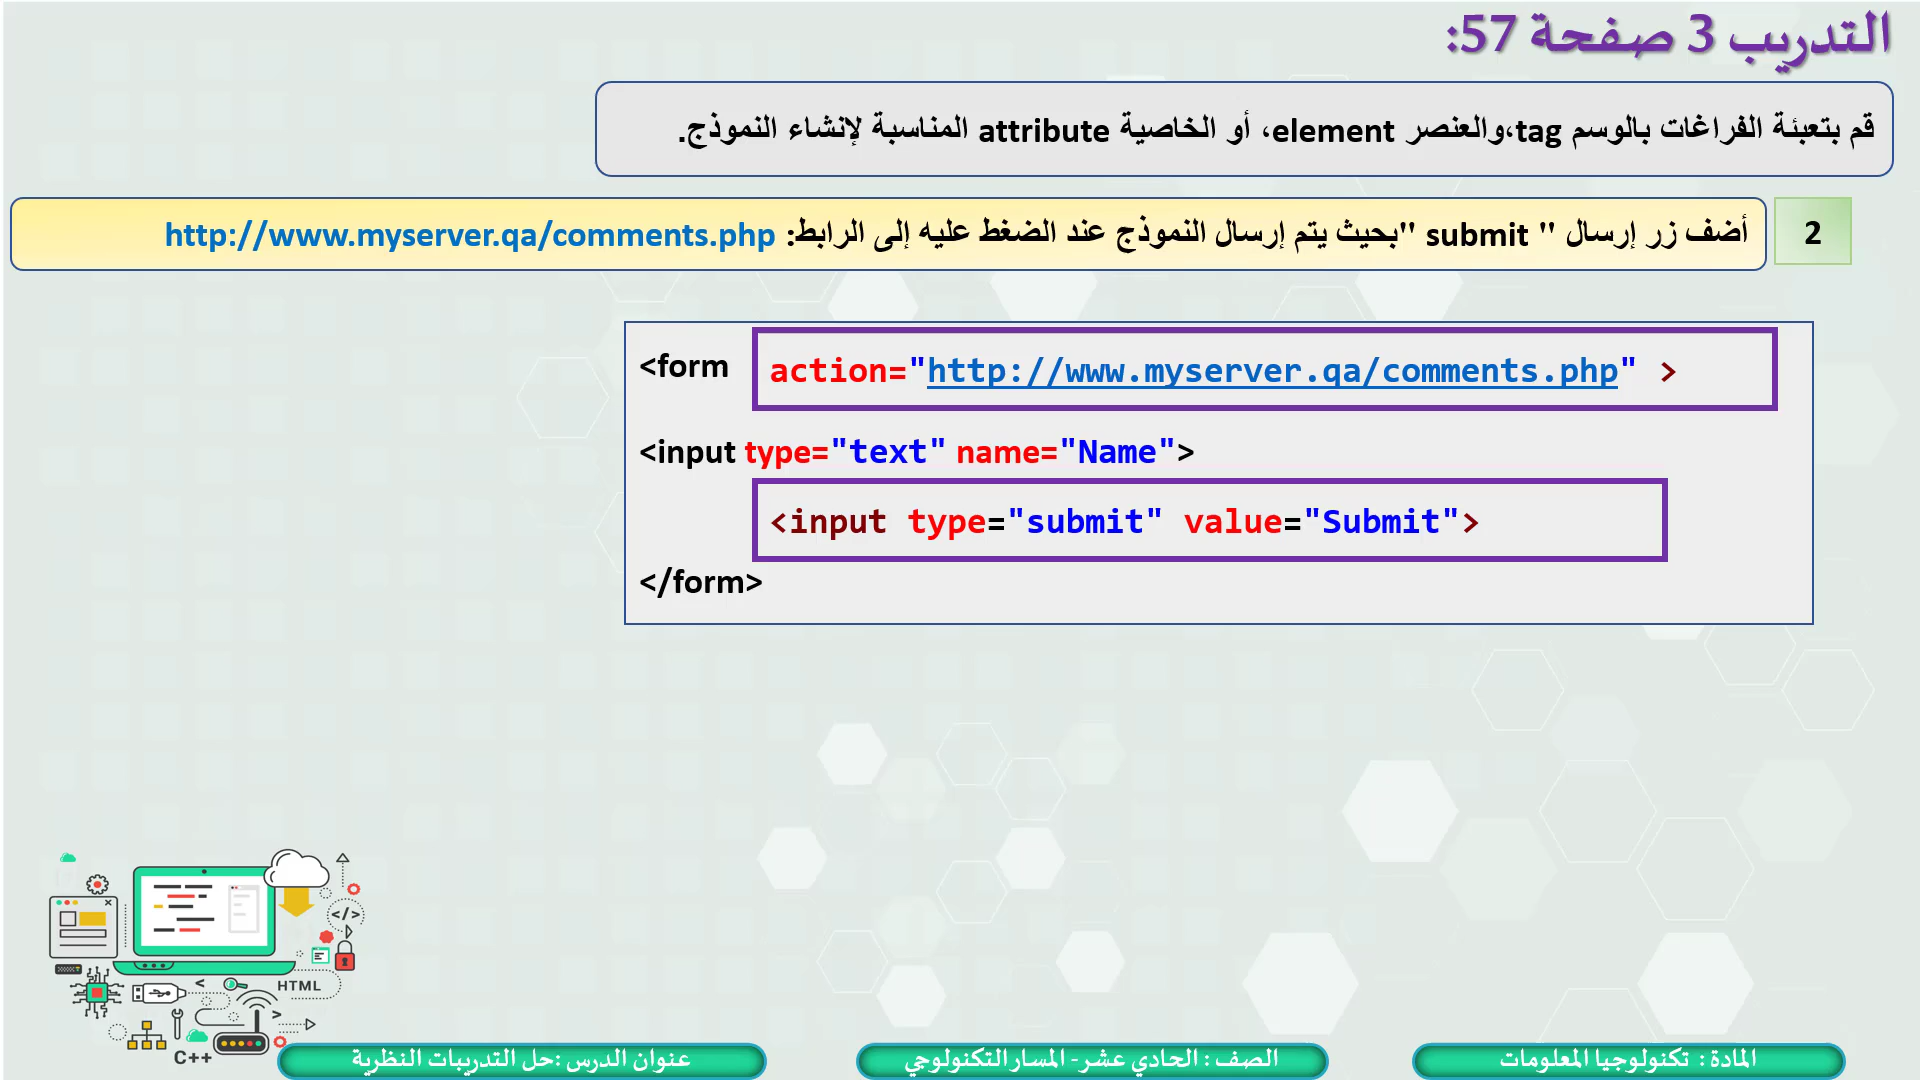 التدريب 3 صفحة 57:
قم بتعبئة الفراغات بالوسم tag،والعنصر element، أو الخاصية attribute المناسبة لإنشاء النموذج.
2
أضف زر إرسال " submit "بحيث يتم إرسال النموذج عند الضغط عليه إلى الرابط: http://www.myserver.qa/comments.php
<form action="http://www.myserver.qa/comments.php" >
<input type="text" name="Name">
<input type="submit" value="Submit">
</form>
</>
HTML
C++
المادة : تكنولوجيا المعلومات
الصف : الحادي عشر- المسار التكنولوجي
عنوان الدرس :حل التدريبات النظرية